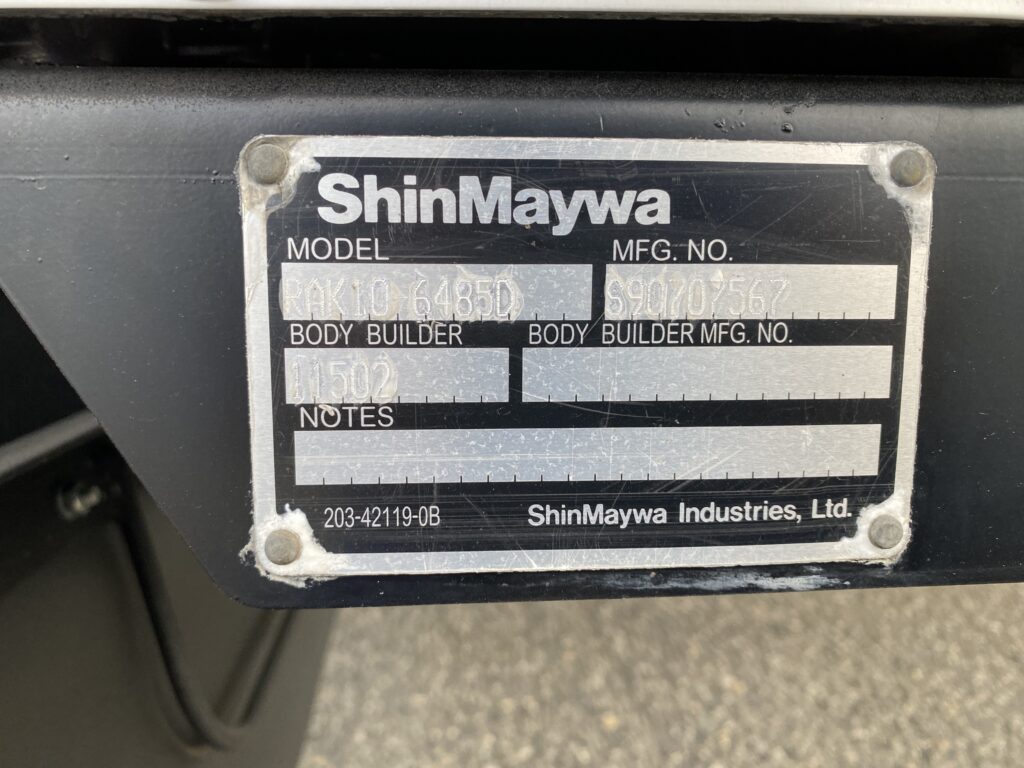 ShinMaywa
MODEL MFG. NO.
RAK10-6485D S90707567
BODY BUILDER BODY BUILDER MFG. NO.
11502
NOTES
203-42119-0B ShinMaywa Industries, Ltd.